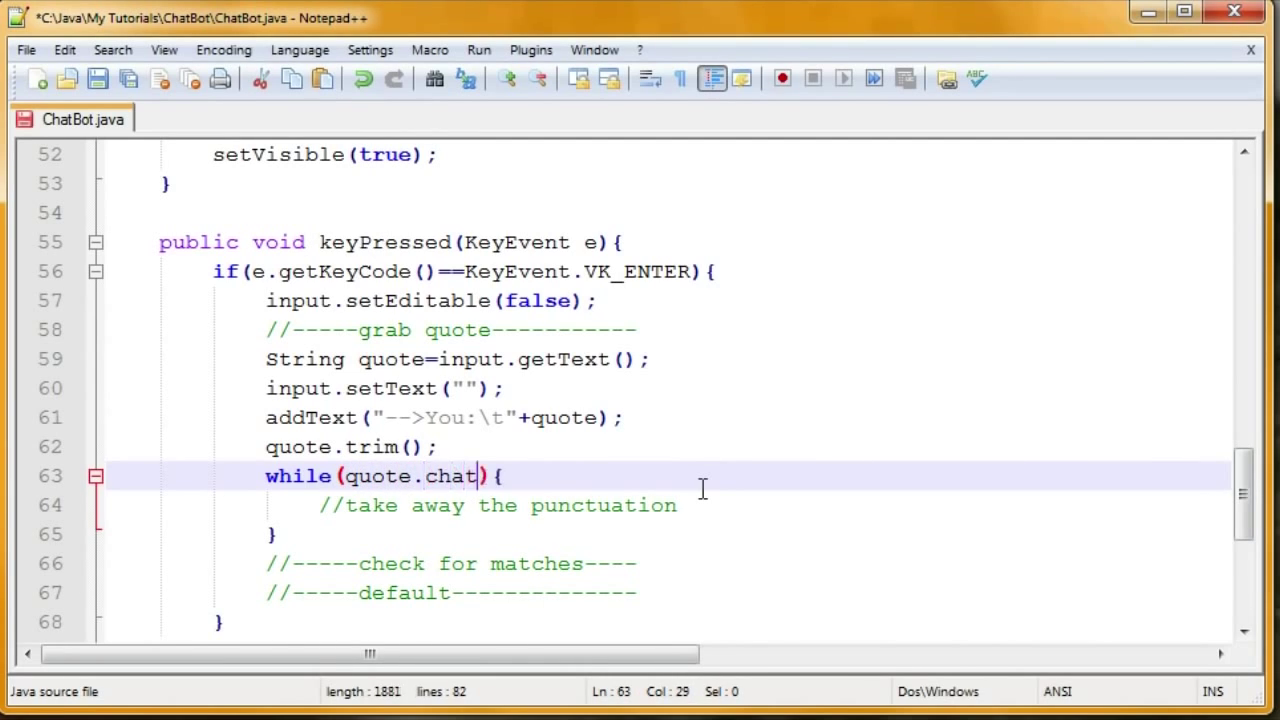 *C:\Java\My Tutorials\ChatBot\ChatBot.java - Notepad++
File Edit Search View Encoding Language Settings Macro Run Plugins Window ? X
ABC
ChatBot.java
52 setVisible(true);
53 }
54
55 public void keyPressed(KeyEvent e){
56 if(e.getKeyCode()==KeyEvent.VK_ENTER){
57 input.setEditable(false);
58 //-----grab quote-----------
59 String quote=input.getText();
60 input.setText("");
61 addText("-->You:\t"+quote);
62 quote.trim();
63 while(quote.chat){
64 //take away the punctuation
65 }
66 //-----check for matches----
67 //-----default--------------
68 }
Java source file length : 1881 lines : 82 Ln : 63 Col : 29 Sel : 0 Dos\Windows ANSI INS